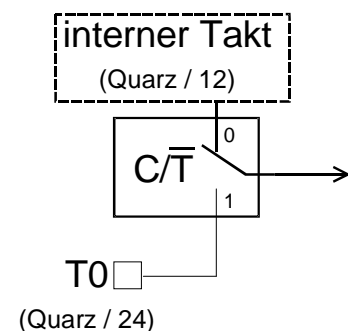 interner Takt
(Quarz / 12)
0
C/T̅
1
T0
(Quarz / 24)